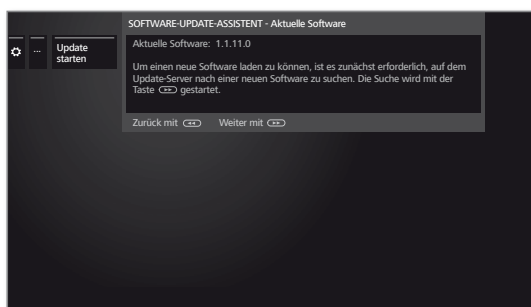 SOFTWARE-UPDATE-ASSISTENT - Aktuelle Software
... Update
starten
Aktuelle Software: 1.1.11.0
Um einen neue Software laden zu können, ist es zunächst erforderlich, auf dem
Update-Server nach einer neuen Software zu suchen. Die Suche wird mit der
Taste gestartet.
Zurück mit Weiter mit